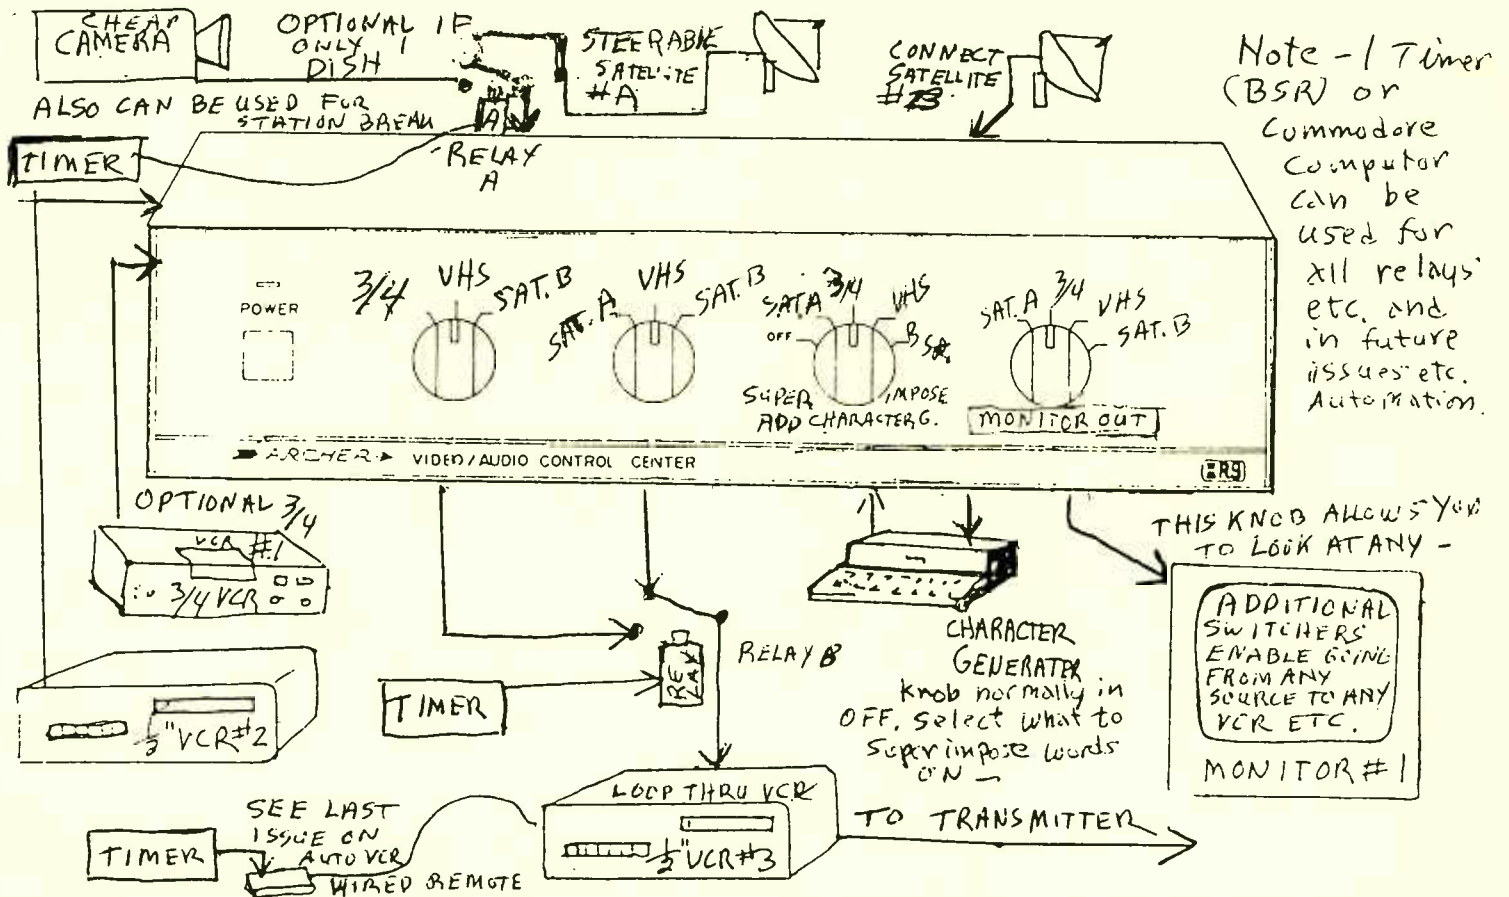 CHEAP
CAMERA
OPTIONAL IF
ONLY 1
DISH
STEERABLE
SATELLITE
#A
CONNECT
SATELLITE
#B
Note - 1 Timer
(BSR) or
Commodore
Computor
can be
used for
all relays
etc. and
in future
issues etc.
Automation.
ALSO CAN BE USED FOR
STATION BREAK
A
RELAY
A
TIMER
POWER
3/4 VHS SAT. B
SAT. A VHS SAT. B
OFF SAT A 3/4 VHS B SAT.
SAT. A 3/4 VHS SAT. B
SUPER IMPOSE
ADD CHARACTER G.
MONITOR OUT
ARCHER VIDEO/AUDIO CONTROL CENTER
OPTIONAL 3/4
VCR #1
3/4 VCR
THIS KNOB ALLOWS YOU
TO LOOK AT ANY -
ADDITIONAL
SWITCHERS
ENABLE GOING
FROM ANY
SOURCE TO ANY
VCR ETC.
MONITOR #1
CHARACTER
GENERATER
Knob normally in
OFF. Select what to
Superimpose words
ON -
RELAY B
RE
LAY
TIMER
"VCR #2
LOOP THRU VCR
1/2" VCR #3
TO TRANSMITTER
SEE LAST
ISSUE ON
AUTO VCR
WIRED REMOTE
TIMER